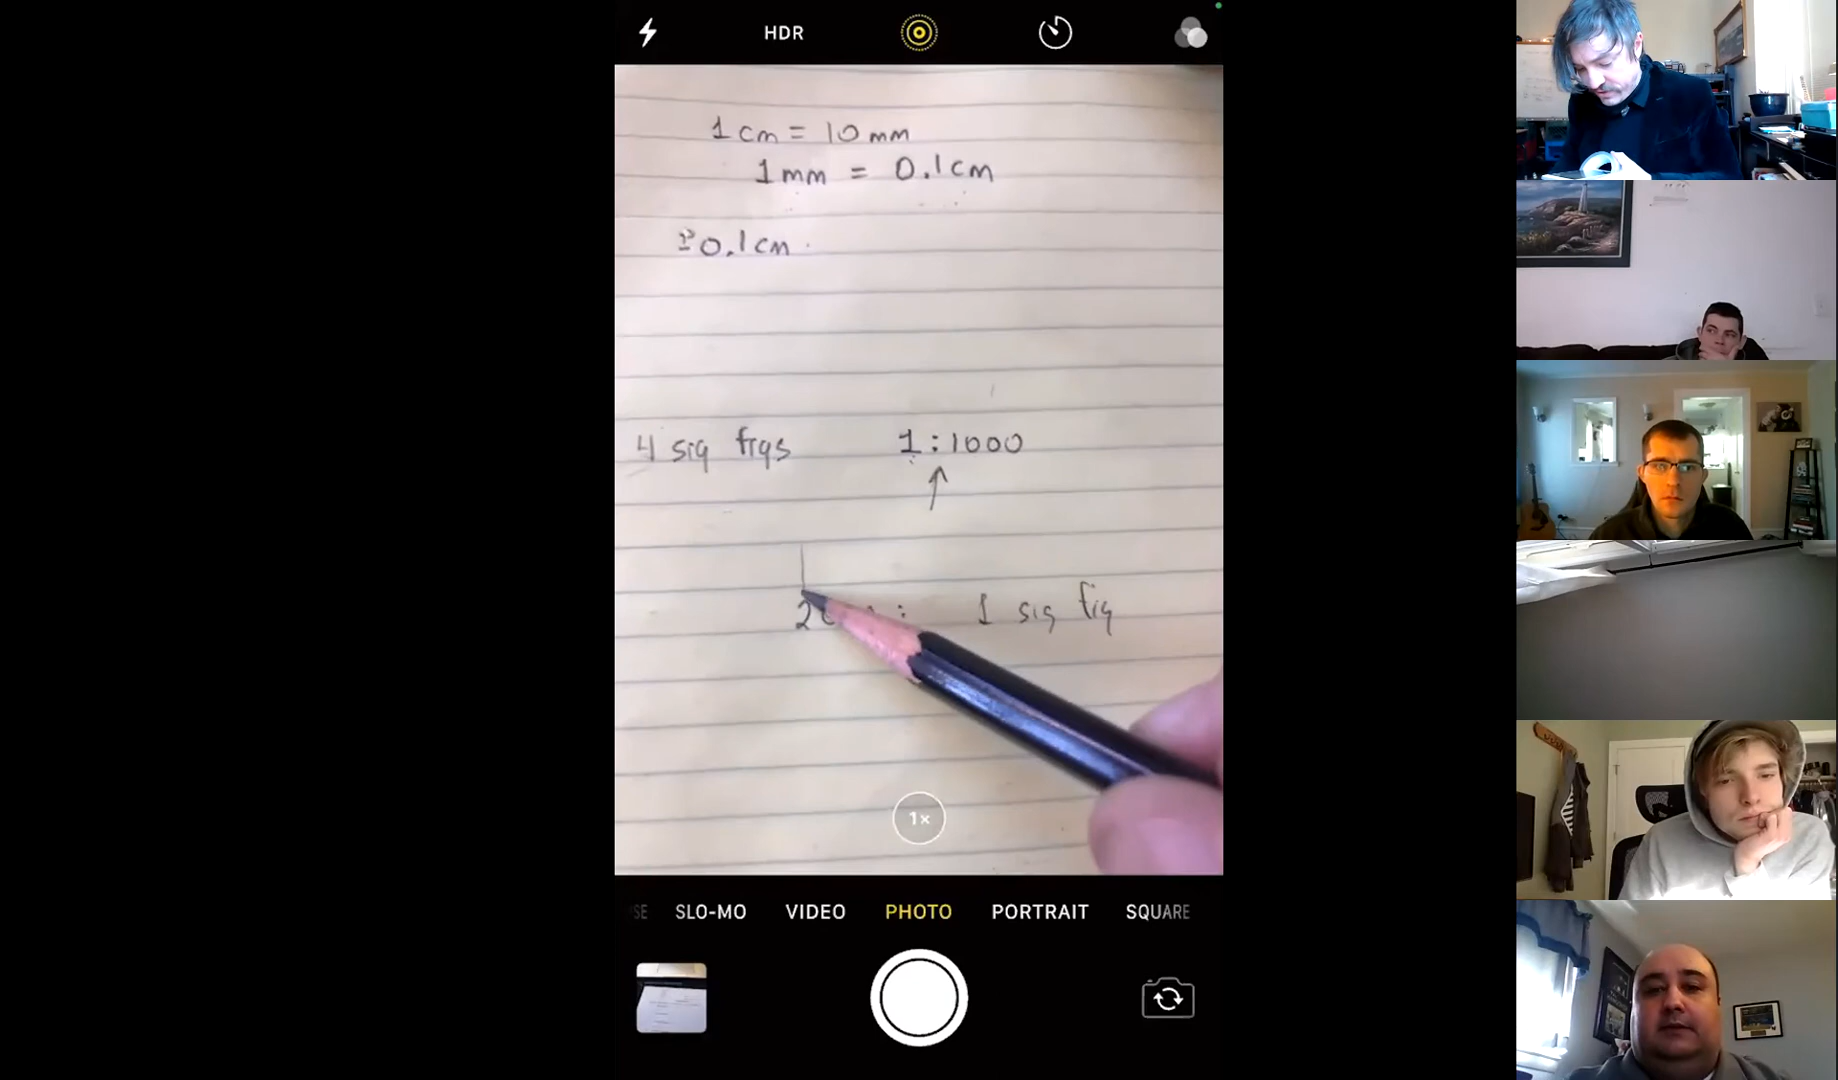 HDR
1 cm = 10 mm
1 mm = 0.1 cm
0.1 cm
4 sig figs 1 : 1000
: 1 sig fig
1×
SLO-MO VIDEO PHOTO PORTRAIT SQUARE